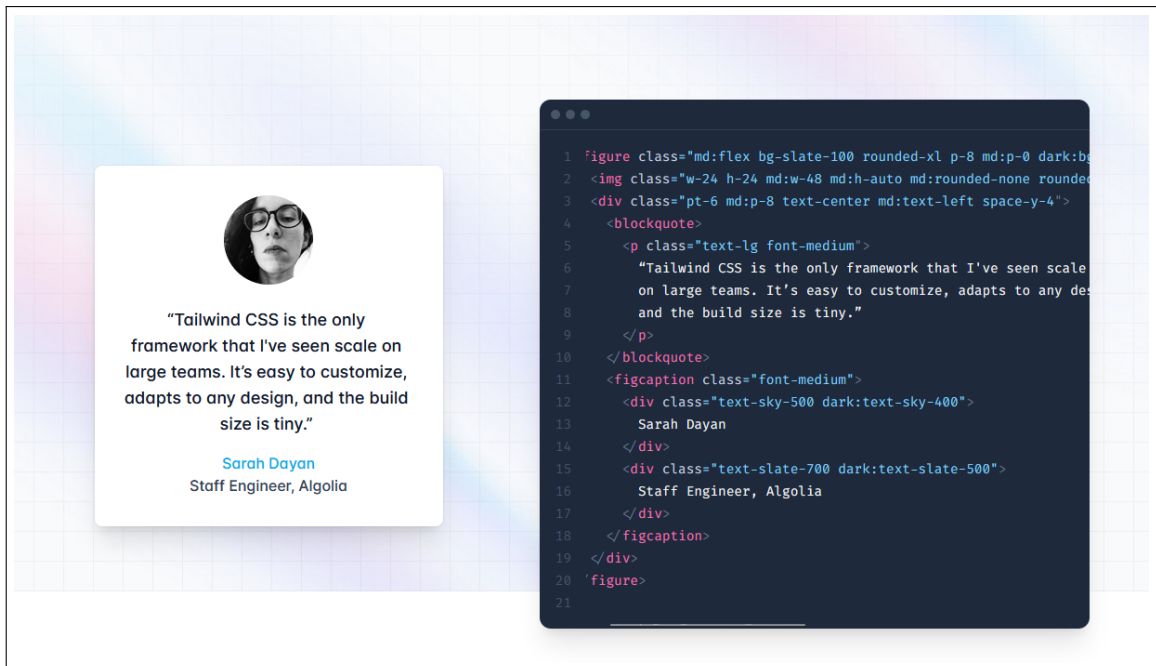 “Tailwind CSS is the only
framework that I've seen scale on
large teams. It’s easy to customize,
adapts to any design, and the build
size is tiny.”
Sarah Dayan
Staff Engineer, Algolia
1 figure class="md:flex bg-slate-100 rounded-xl p-8 md:p-0 dark:bg
2 <img class="w-24 h-24 md:w-48 md:h-auto md:rounded-none rounded
3 <div class="pt-6 md:p-8 text-center md:text-left space-y-4">
4 <blockquote>
5 <p class="text-lg font-medium">
6 “Tailwind CSS is the only framework that I've seen scale
7 on large teams. It’s easy to customize, adapts to any des
8 and the build size is tiny.”
9 </p>
10 </blockquote>
11 <figcaption class="font-medium">
12 <div class="text-sky-500 dark:text-sky-400">
13 Sarah Dayan
14 </div>
15 <div class="text-slate-700 dark:text-slate-500">
16 Staff Engineer, Algolia
17 </div>
18 </figcaption>
19 </div>
20 figure>
21